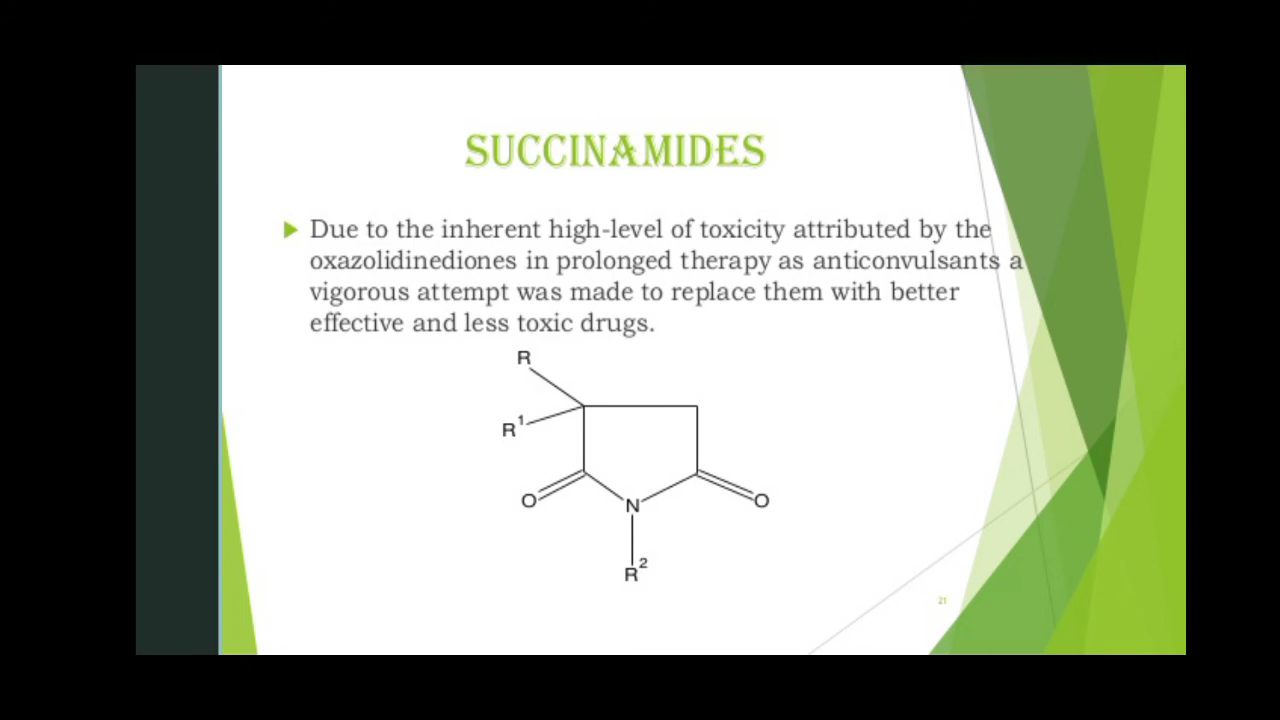 SUCCINAMIDES
Due to the inherent high-level of toxicity attributed by the
oxazolidinediones in prolonged therapy as anticonvulsants a
vigorous attempt was made to replace them with better
effective and less toxic drugs.
R
R¹
O
N
O
R²
21